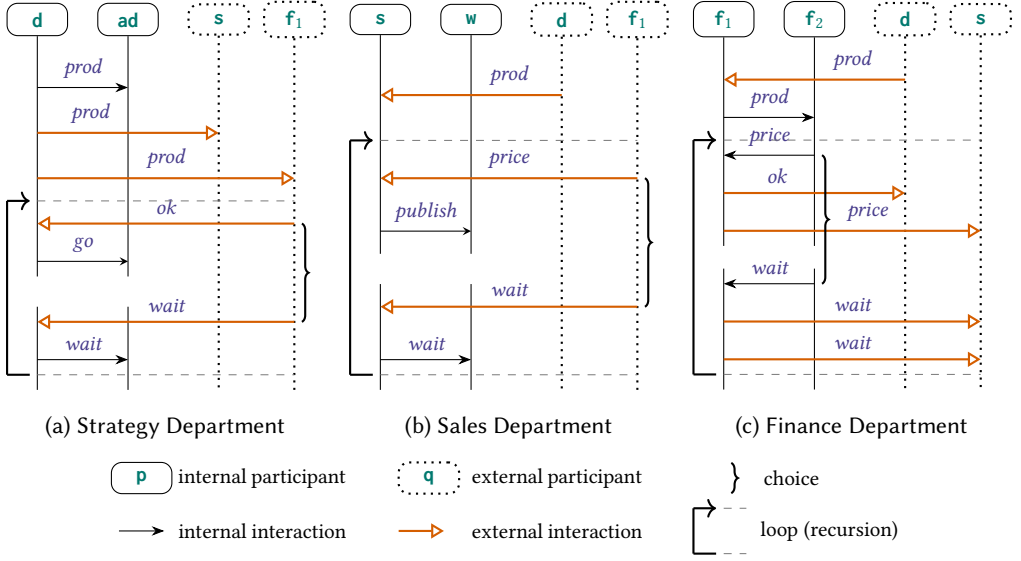 d ad s f1
prod
prod
prod
ok
go
wait
wait
(a) Strategy Department
s w d f1
prod
price
publish
wait
wait
(b) Sales Department
f1 f2 d s
prod
prod
price
ok
price
wait
wait
wait
(c) Finance Department
p internal participant
q external participant
} choice
internal interaction
external interaction
loop (recursion)